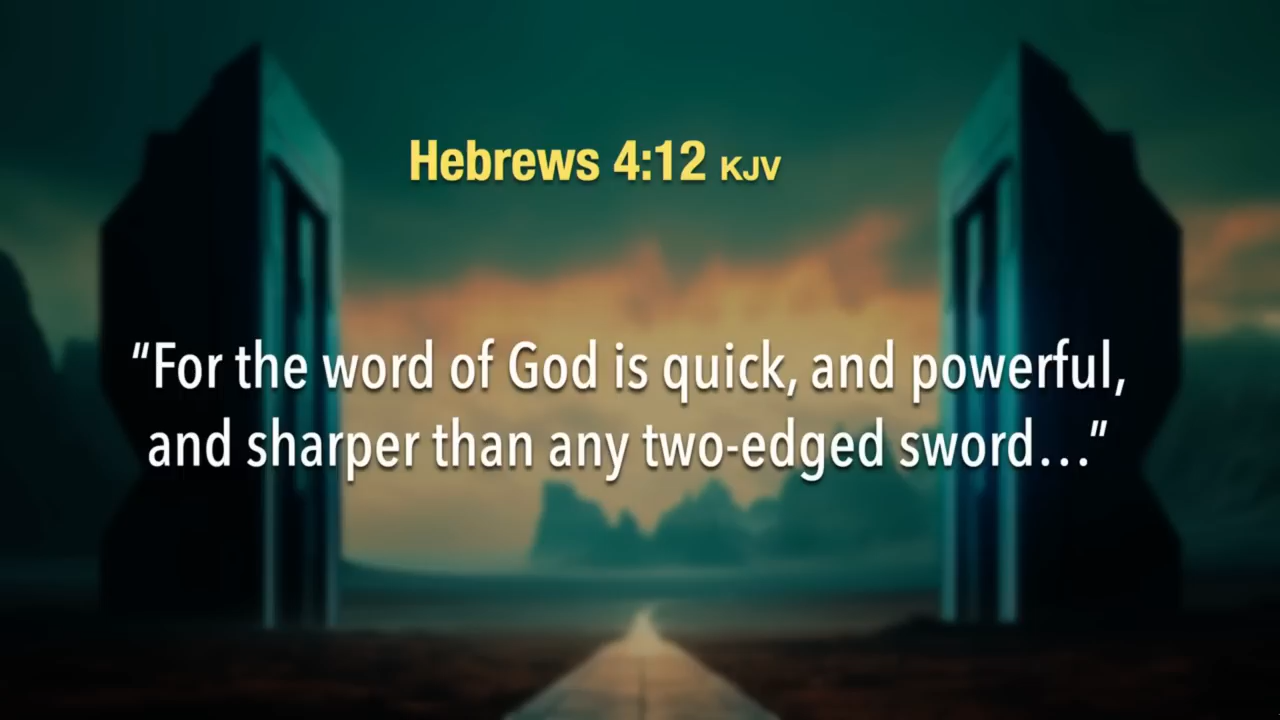 Hebrews 4:12 KJV
“For the word of God is quick, and powerful,
and sharper than any two-edged sword…”